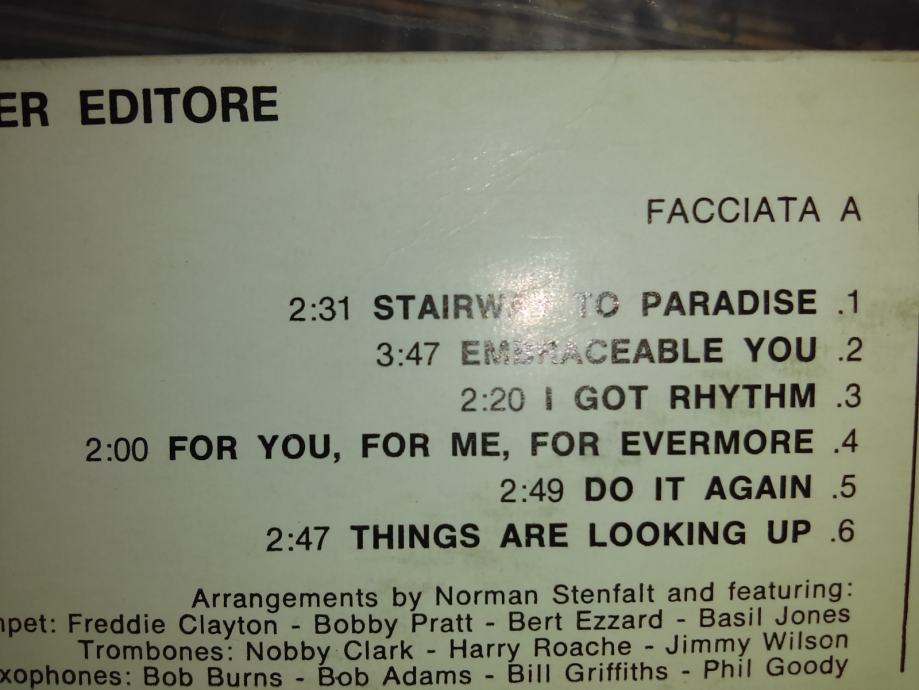 ER EDITORE
FACCIATA A
2:31 STAIRWAY TO PARADISE .1
3:47 EMBRACEABLE YOU .2
2:20 I GOT RHYTHM .3
2:00 FOR YOU, FOR ME, FOR EVERMORE .4
2:49 DO IT AGAIN .5
2:47 THINGS ARE LOOKING UP .6
Arrangements by Norman Stenfalt and featuring:
mpet: Freddie Clayton - Bobby Pratt - Bert Ezzard - Basil Jones
Trombones: Nobby Clark - Harry Roache - Jimmy Wilson
xophones: Bob Burns - Bob Adams - Bill Griffiths - Phil Goody